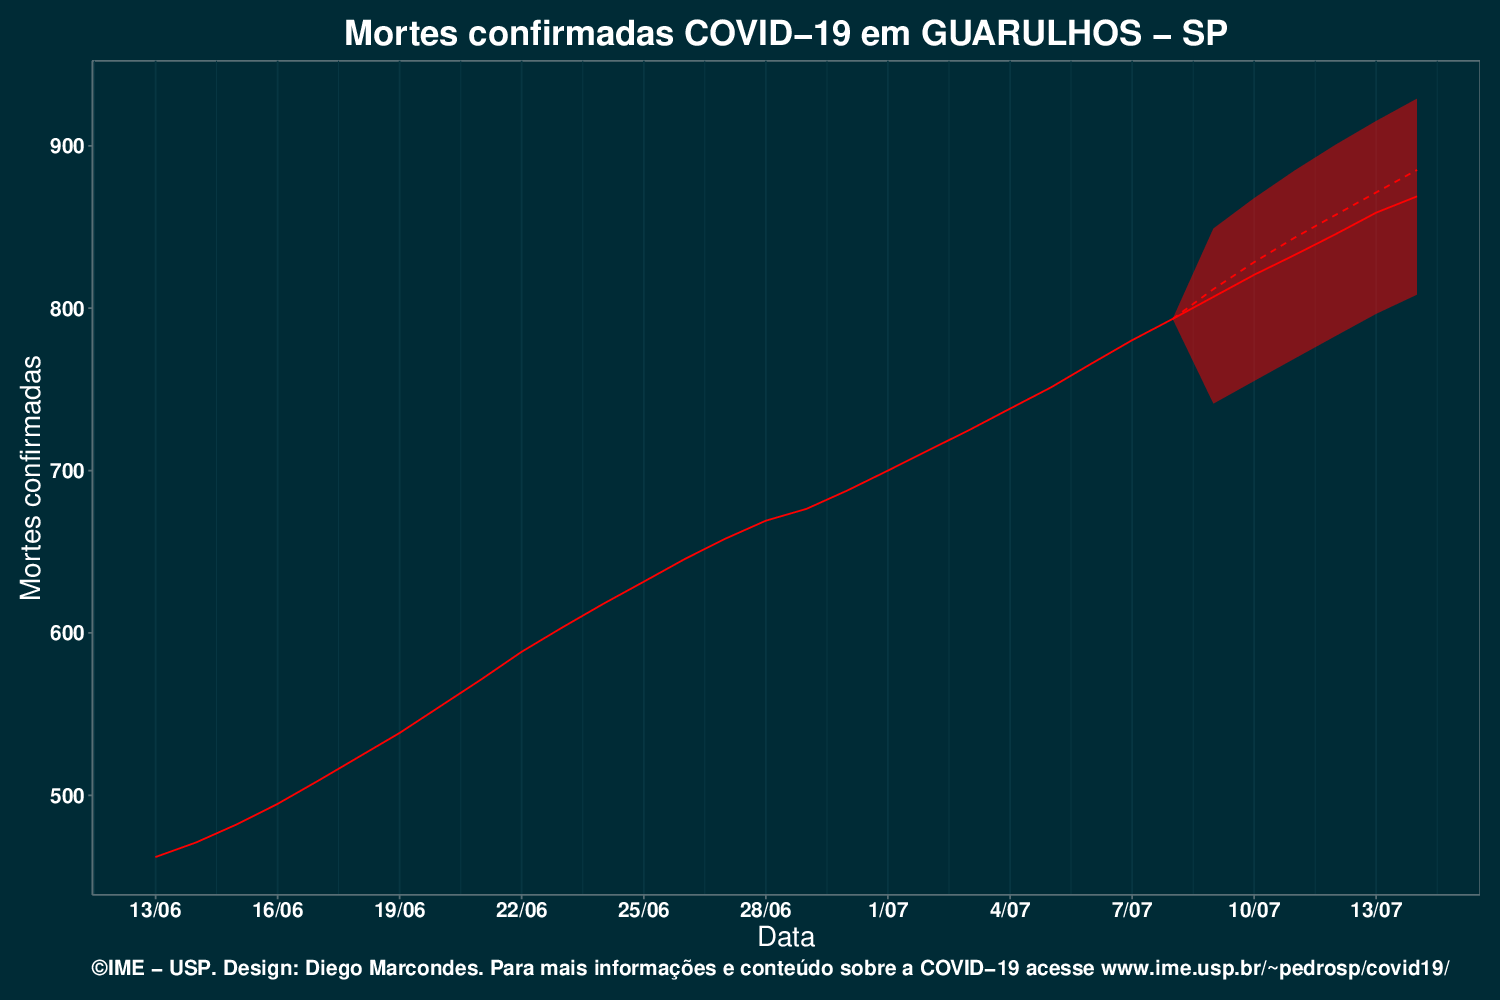 Mortes confirmadas COVID−19 em GUARULHOS − SP
Mortes confirmadas
900
800
700
600
500
13/06 16/06 19/06 22/06 25/06 28/06 1/07 4/07 7/07 10/07 13/07
Data
©IME − USP. Design: Diego Marcondes. Para mais informações e conteúdo sobre a COVID−19 acesse www.ime.usp.br/~pedrosp/covid19/